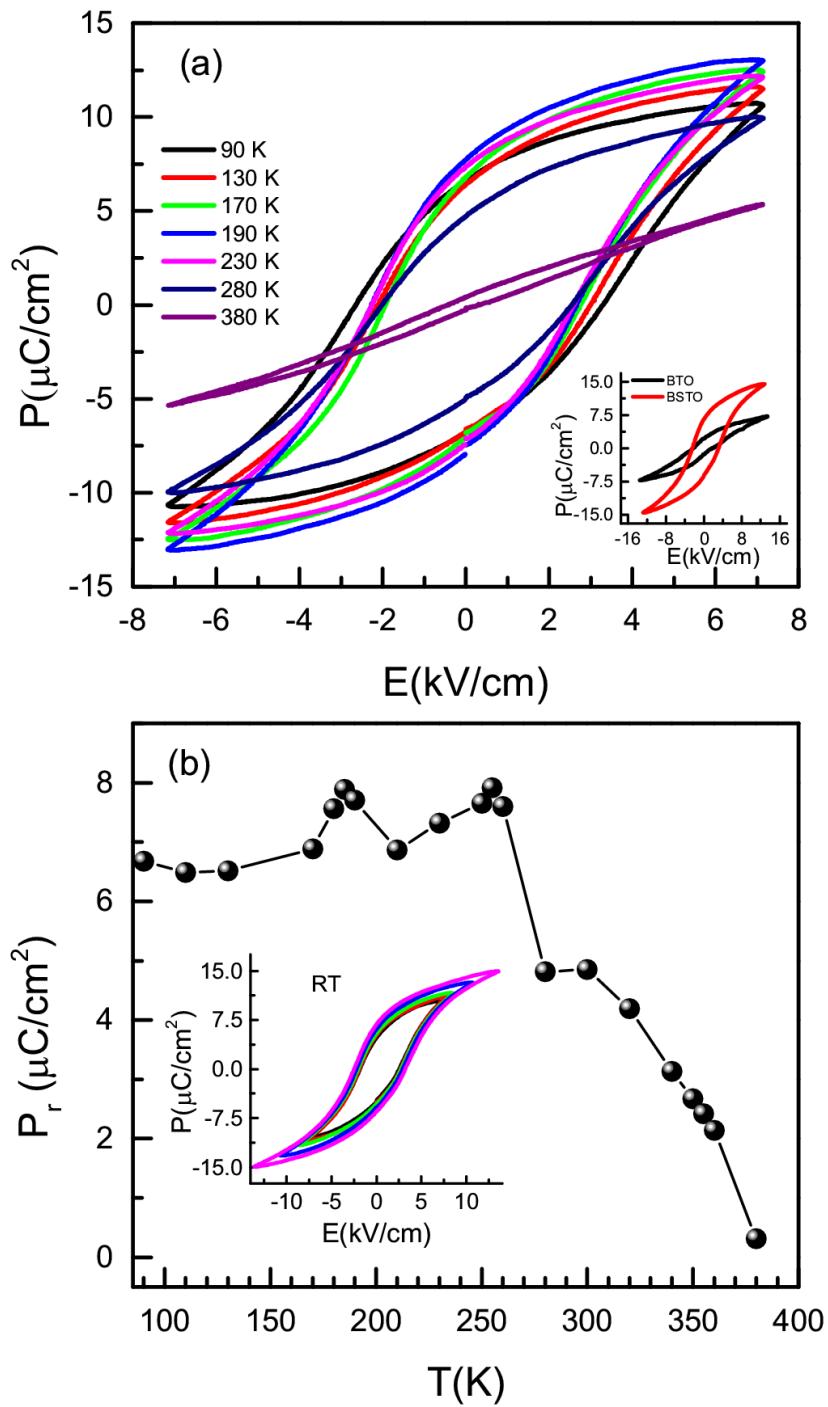 (a)
15
10
5
0
-5
-10
-15
P(μC/cm²)
90 K
130 K
170 K
190 K
230 K
280 K
380 K
BTO
BSTO
15.0
7.5
0.0
-7.5
-15.0
P(μC/cm²)
-16 -8 0 8 16
E(kV/cm)
-8 -6 -4 -2 0 2 4 6 8
E(kV/cm)
(b)
8
6
4
2
0
P_r (μC/cm²)
RT
15.0
7.5
0.0
-7.5
-15.0
P(μC/cm²)
-10 -5 0 5 10
E(kV/cm)
100 150 200 250 300 350 400
T(K)